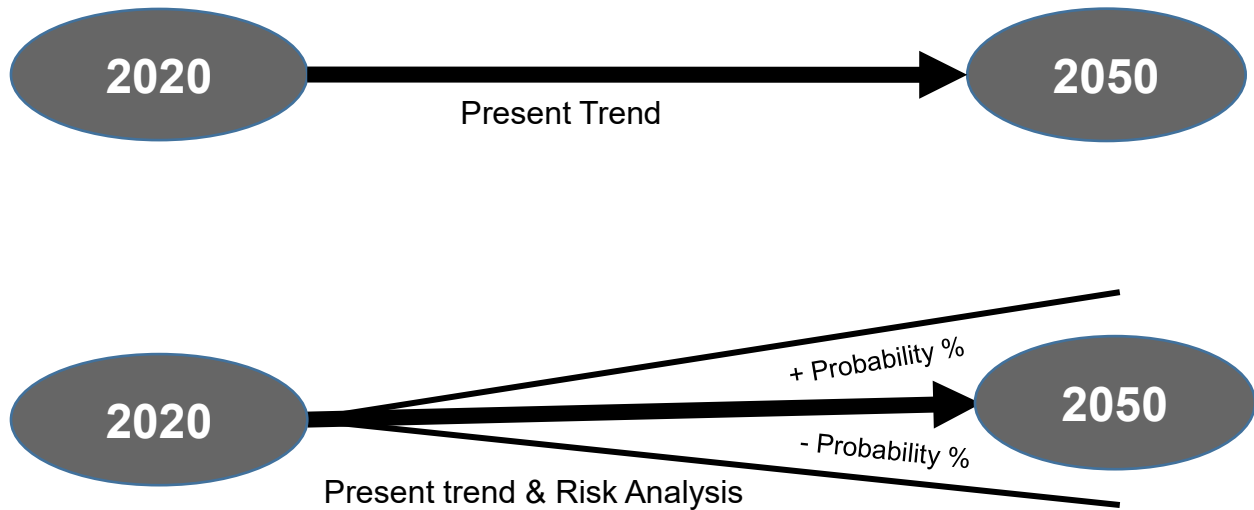 2020
2050
Present Trend
+ Probability %
2020
2050
- Probability %
Present trend & Risk Analysis